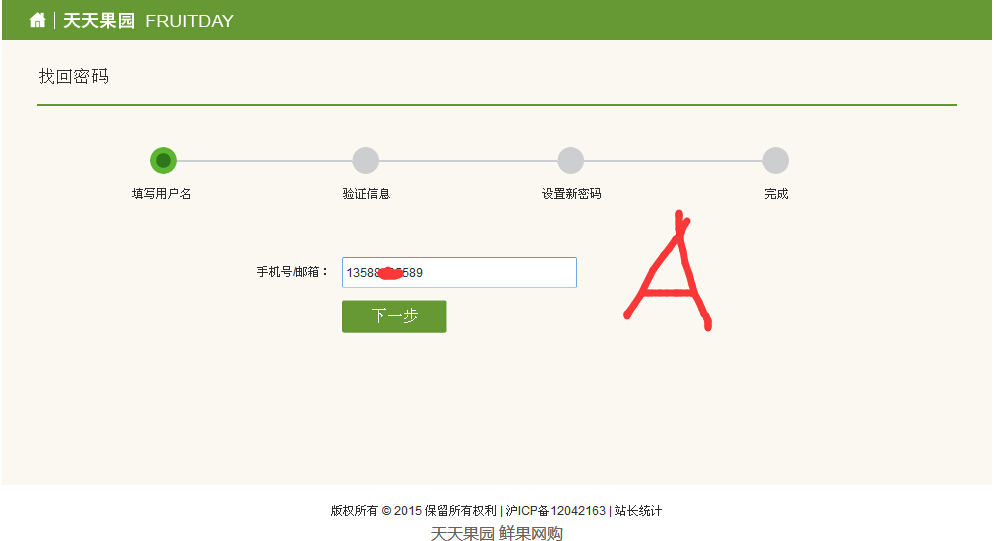 天天果园 FRUITDAY
找回密码
填写用户名 验证信息 设置新密码 完成
手机号/邮箱： 13588 5589
A
下一步
版权所有 © 2015 保留所有权利 | 沪ICP备12042163 | 站长统计
天天果园 鲜果网购